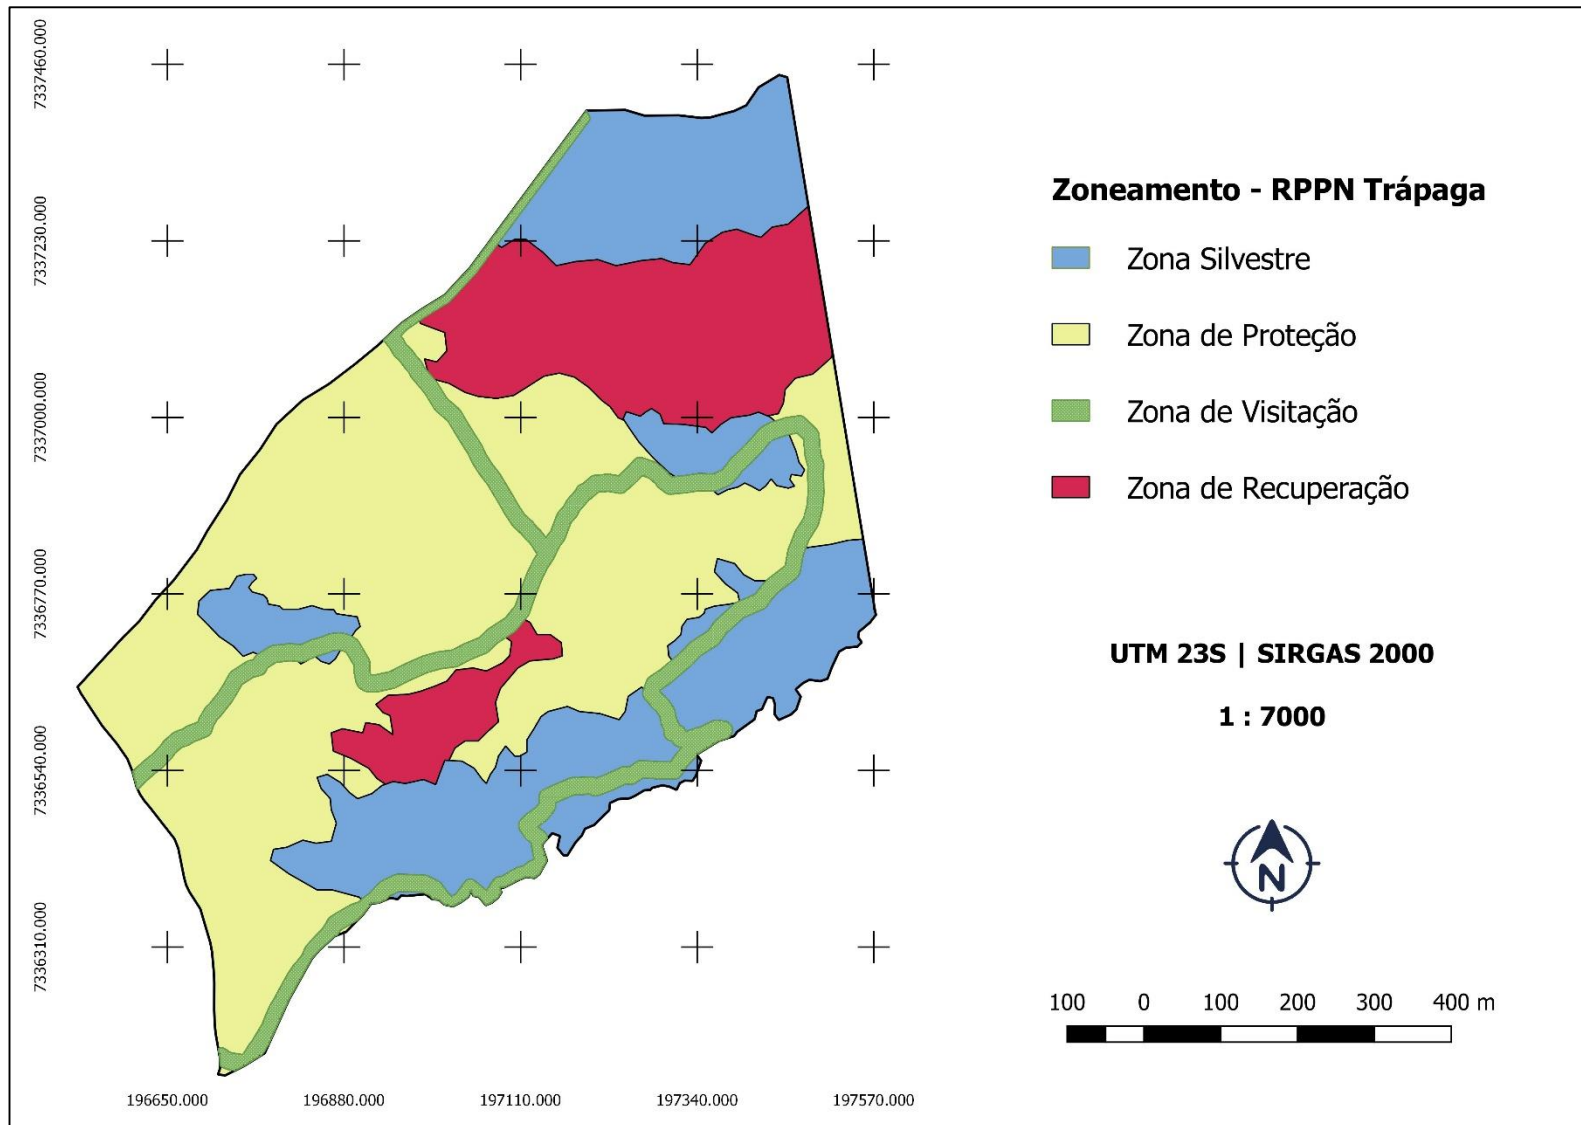 7337460.000
7337230.000
7337000.000
7336770.000
7336540.000
7336310.000
196650.000
196880.000
197110.000
197340.000
197570.000
Zoneamento - RPPN Trápaga
Zona Silvestre
Zona de Proteção
Zona de Visitação
Zona de Recuperação
UTM 23S | SIRGAS 2000
1 : 7000
N
100 0 100 200 300 400 m